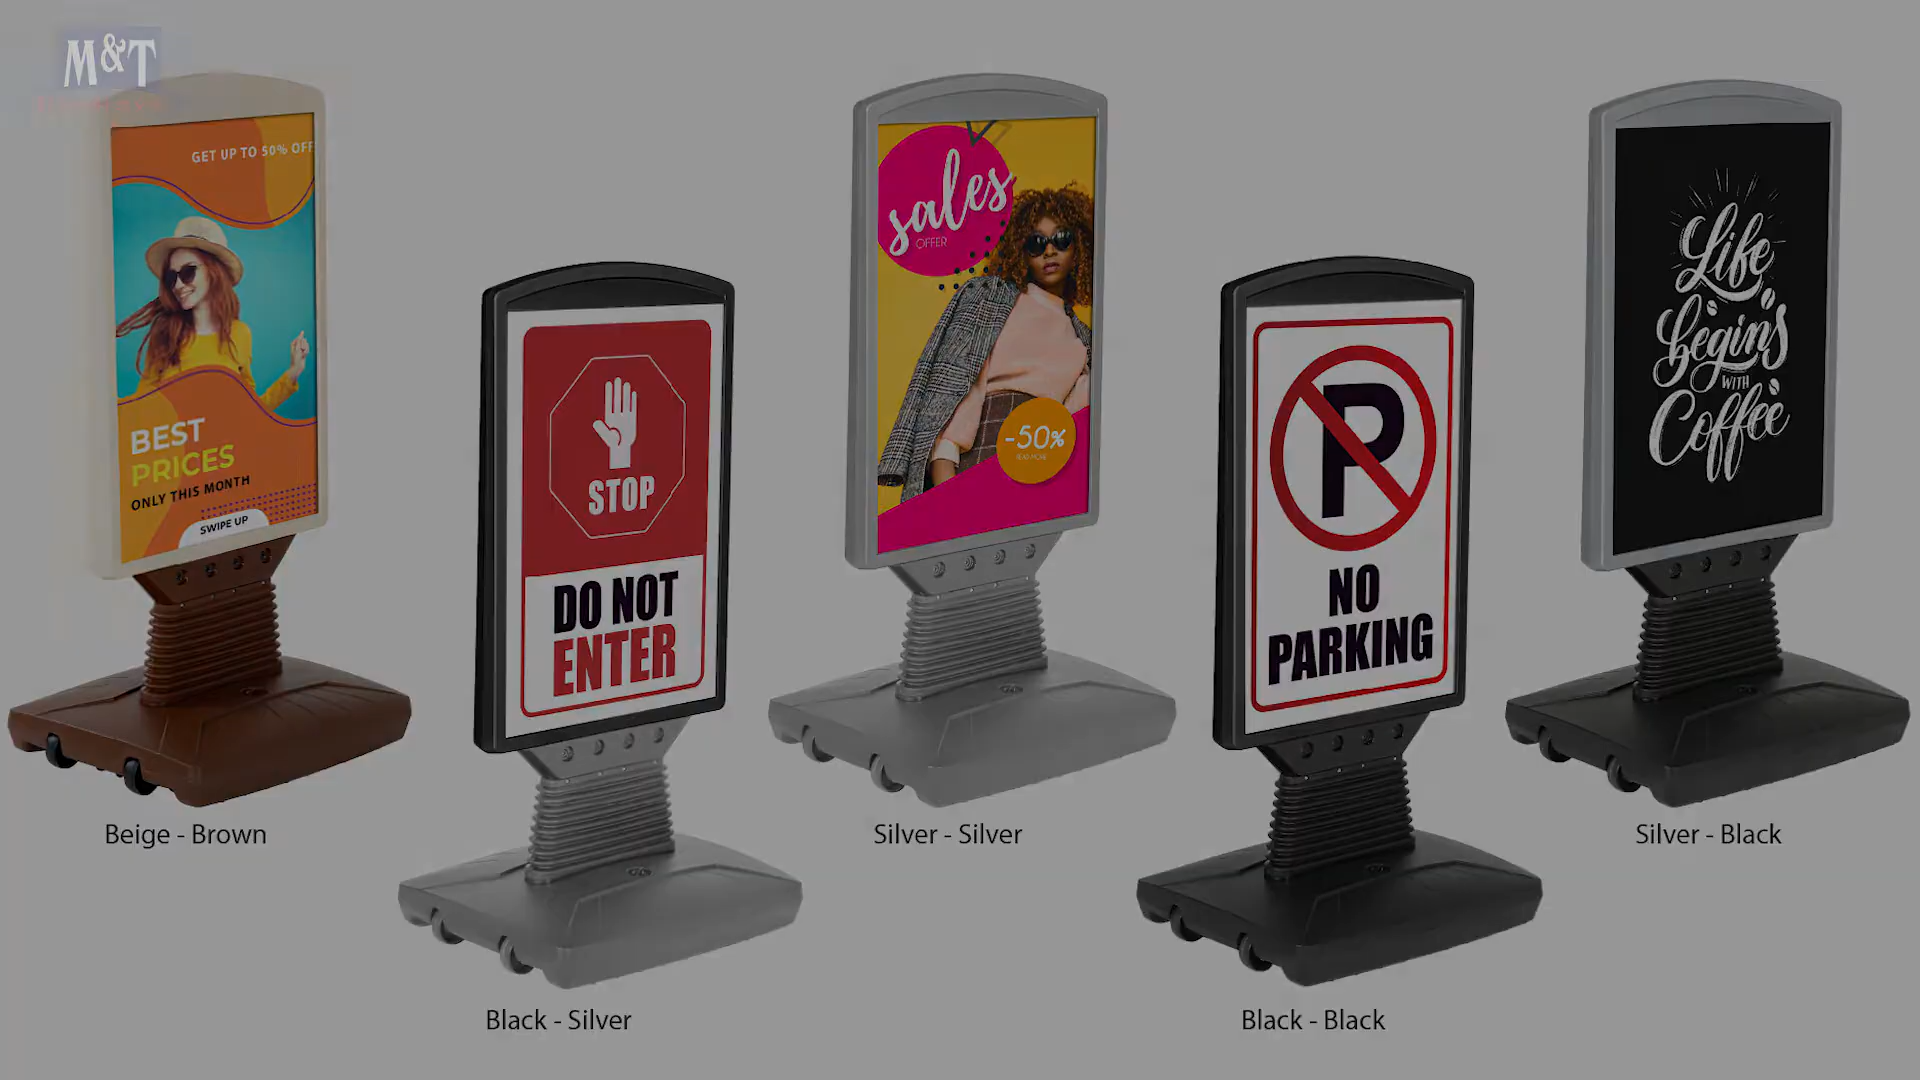 M&T
GET UP TO 50% OFF
BEST
PRICES
ONLY THIS MONTH
SWIPE UP
Beige - Brown
STOP
DO NOT
ENTER
Black - Silver
sales
OFFER
-50%
Silver - Silver
P
NO
PARKING
Black - Black
Life
begins
WITH
Coffee
Silver - Black